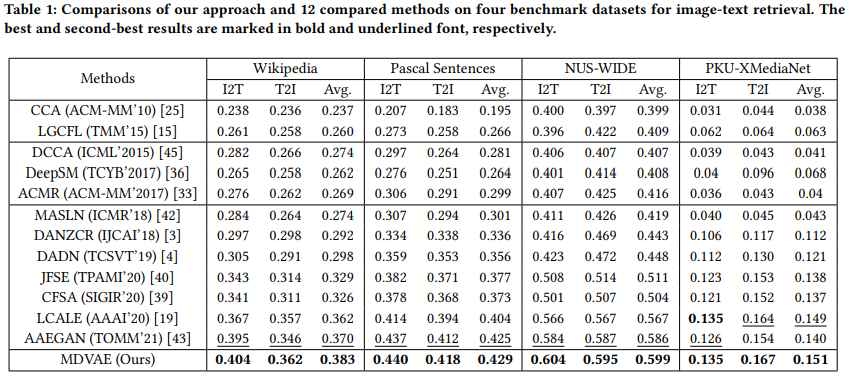 Table 1: Comparisons of our approach and 12 compared methods on four benchmark datasets for image-text retrieval. The
best and second-best results are marked in bold and underlined font, respectively.
Methods Wikipedia Pascal Sentences NUS-WIDE PKU-XMediaNet
I2T T2I Avg. I2T T2I Avg. I2T T2I Avg. I2T T2I Avg.
CCA (ACM-MM'10) [25] 0.238 0.236 0.237 0.207 0.183 0.195 0.400 0.397 0.399 0.031 0.044 0.038
LGCFL (TMM'15) [15] 0.261 0.258 0.260 0.273 0.258 0.266 0.396 0.422 0.409 0.062 0.064 0.063
DCCA (ICML'2015) [45] 0.282 0.266 0.274 0.297 0.264 0.281 0.406 0.407 0.407 0.039 0.043 0.041
DeepSM (TCYB'2017) [36] 0.265 0.258 0.262 0.276 0.251 0.264 0.401 0.414 0.408 0.04 0.096 0.068
ACMR (ACM-MM'2017) [33] 0.276 0.262 0.269 0.306 0.291 0.299 0.407 0.425 0.416 0.036 0.043 0.04
MASLN (ICMR'18) [42] 0.284 0.264 0.274 0.307 0.294 0.301 0.411 0.426 0.419 0.040 0.045 0.043
DANZCR (IJCAI'18) [3] 0.297 0.298 0.292 0.334 0.338 0.336 0.416 0.469 0.443 0.106 0.117 0.112
DADN (TCSVT'19) [4] 0.305 0.291 0.298 0.359 0.353 0.356 0.423 0.472 0.448 0.112 0.130 0.121
JFSE (TPAMI'20) [40] 0.343 0.314 0.329 0.382 0.371 0.377 0.508 0.514 0.511 0.123 0.153 0.138
CFSA (SIGIR'20) [39] 0.341 0.311 0.326 0.378 0.368 0.373 0.501 0.507 0.504 0.121 0.152 0.137
LCALE (AAAI'20) [19] 0.367 0.357 0.362 0.414 0.394 0.404 0.566 0.567 0.567 0.135 0.164 0.149
AAEGAN (TOMM'21) [43] 0.395 0.346 0.370 0.437 0.412 0.425 0.584 0.587 0.586 0.126 0.154 0.140
MDVAE (Ours) 0.404 0.362 0.383 0.440 0.418 0.429 0.604 0.595 0.599 0.135 0.167 0.151